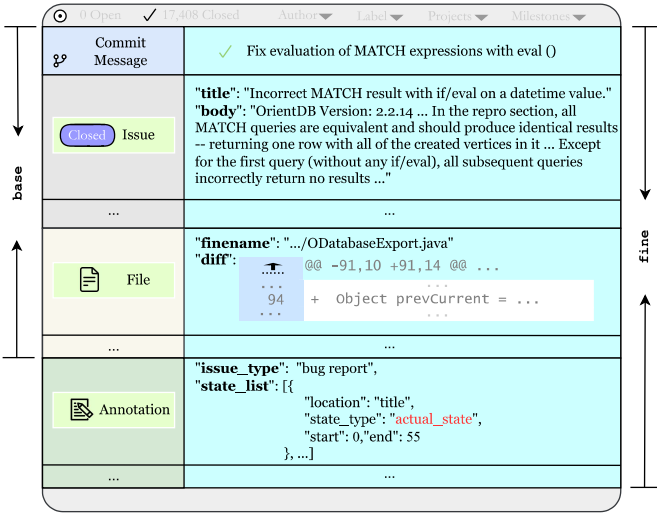 0 Open 17,408 Closed Author Label Projects Milestones
Commit Message
Fix evaluation of MATCH expressions with eval ()
Closed Issue
"title": "Incorrect MATCH result with if/eval on a datetime value."
"body": "OrientDB Version: 2.2.14 ... In the repro section, all
MATCH queries are equivalent and should produce identical results
-- returning one row with all of the created vertices in it ... Except
for the first query (without any if/eval), all subsequent queries
incorrectly return no results ..."
... ...
base
fine
File
"finename": ".../ODatabaseExport.java"
"diff":
...... @@ -91,10 +91,14 @@ ...
... ...
94 + Object prevCurrent = ...
... ...
... ...
Annotation
"issue_type": "bug report",
"state_list": [{
"location": "title",
"state_type": "actual_state",
"start": 0,"end": 55
}, ...]
... ...